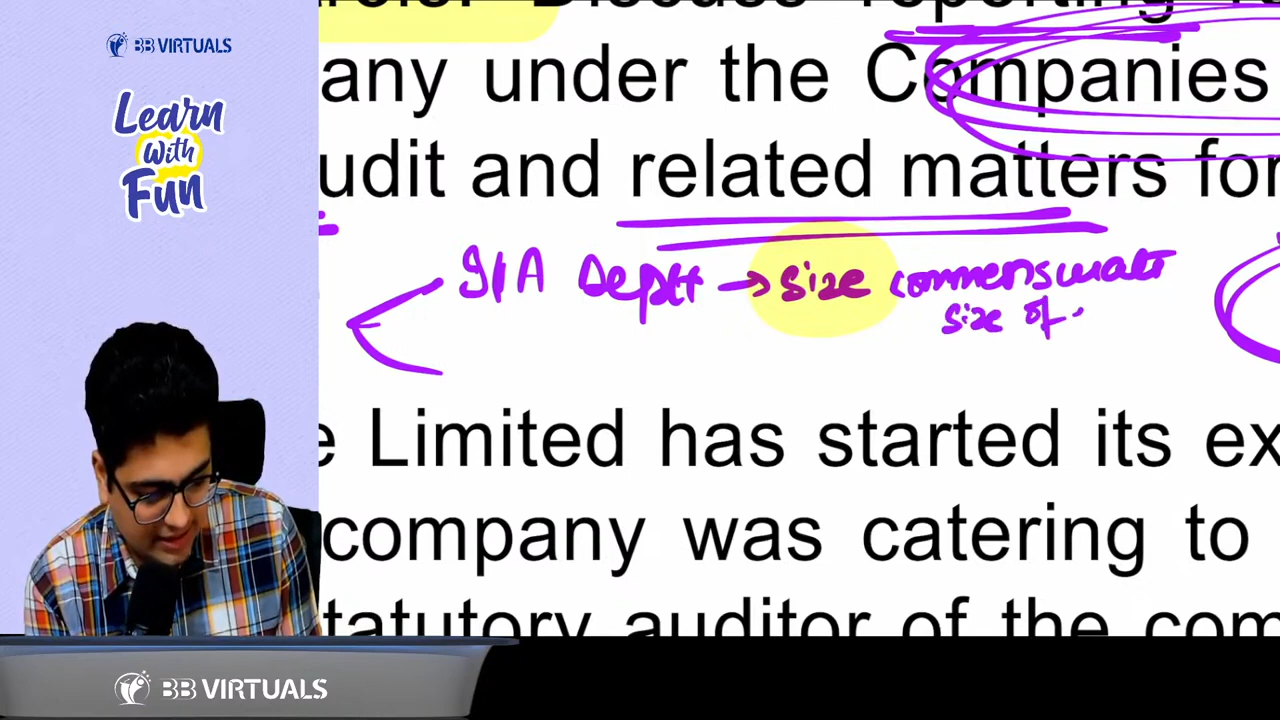 BB VIRTUALS
Learn
With
Fun
any under the Companies
udit and related matters for
I/A Deptt → size commensurate
size of
e Limited has started its ex
company was catering to
tatutory auditor of the com
BB VIRTUALS